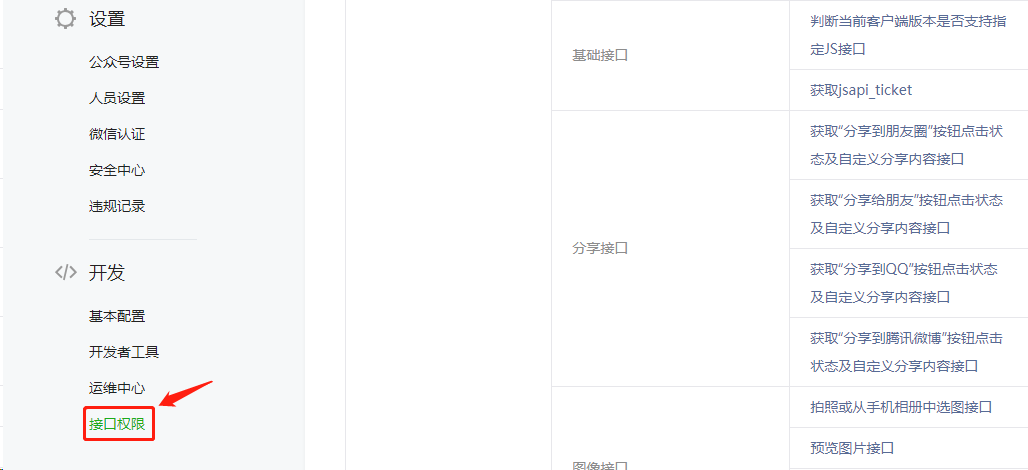 设置
公众号设置
人员设置
微信认证
安全中心
违规记录
开发
基本配置
开发者工具
运维中心
接口权限
基础接口
判断当前客户端版本是否支持指
定JS接口
获取jsapi_ticket
分享接口
获取“分享到朋友圈”按钮点击状
态及自定义分享内容接口
获取“分享给朋友”按钮点击状态
及自定义分享内容接口
获取“分享到QQ”按钮点击状态
及自定义分享内容接口
获取“分享到腾讯微博”按钮点击
状态及自定义分享内容接口
图像接口
拍照或从手机相册中选图接口
预览图片接口